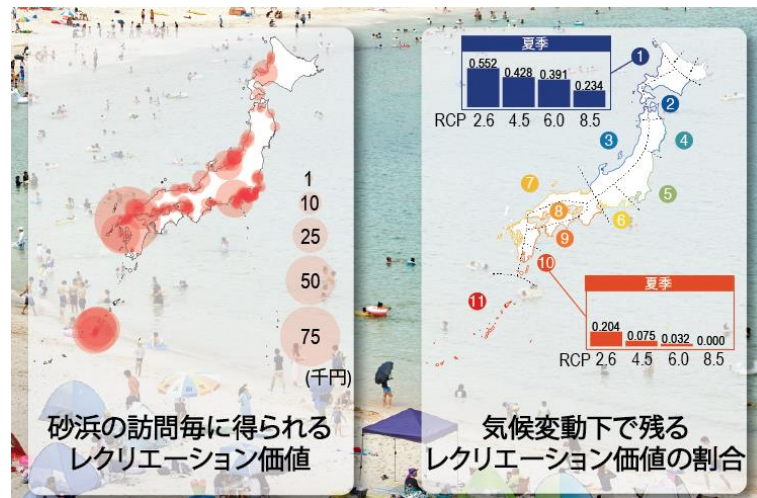 1
10
25
50
75
(千円)
砂浜の訪問毎に得られる
レクリエーション価値
夏季
0.552 0.428 0.391 0.234
RCP 2.6 4.5 6.0 8.5
1
2
3
4
5
6
7
8
9
10
11
夏季
0.204 0.075 0.032 0.000
RCP 2.6 4.5 6.0 8.5
気候変動下で残る
レクリエーション価値の割合